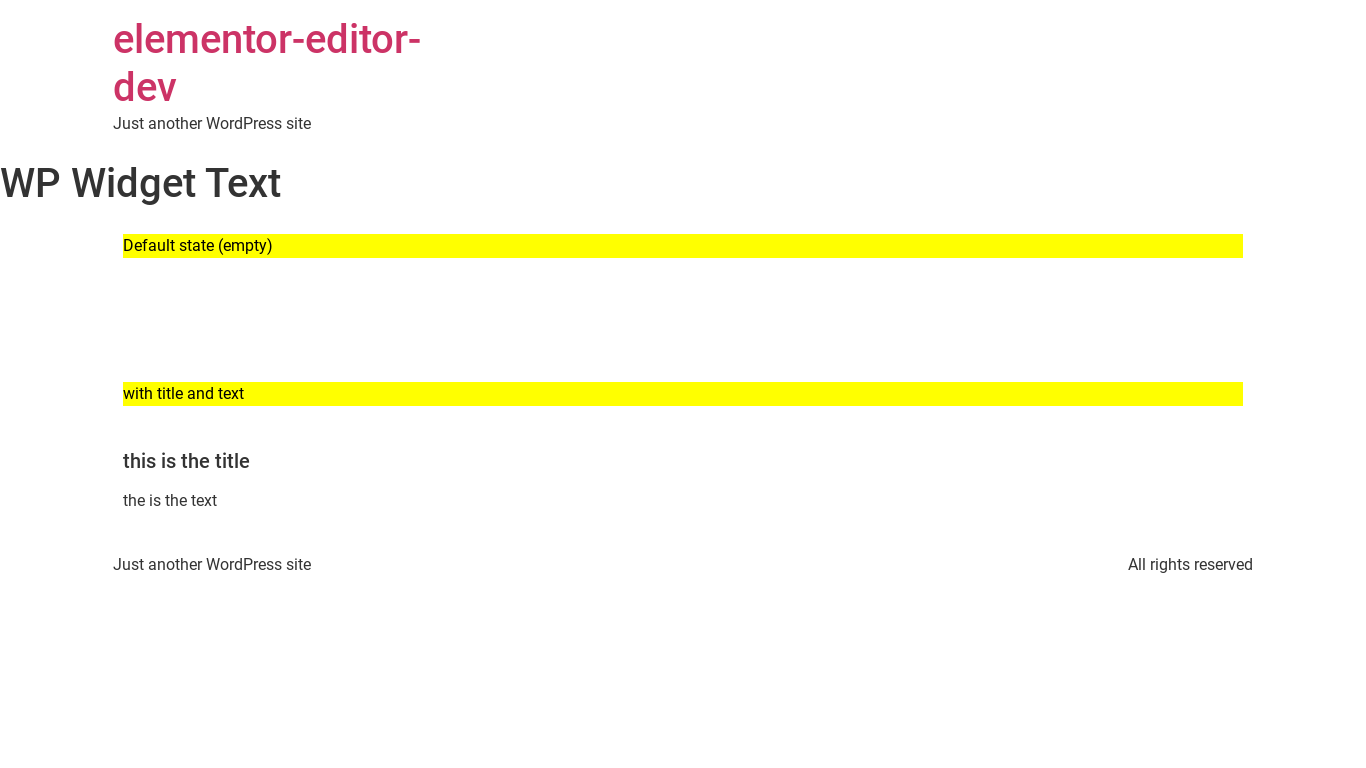 elementor-editor-
dev
Just another WordPress site
WP Widget Text
Default state (empty)
with title and text
this is the title
the is the text
Just another WordPress site
All rights reserved